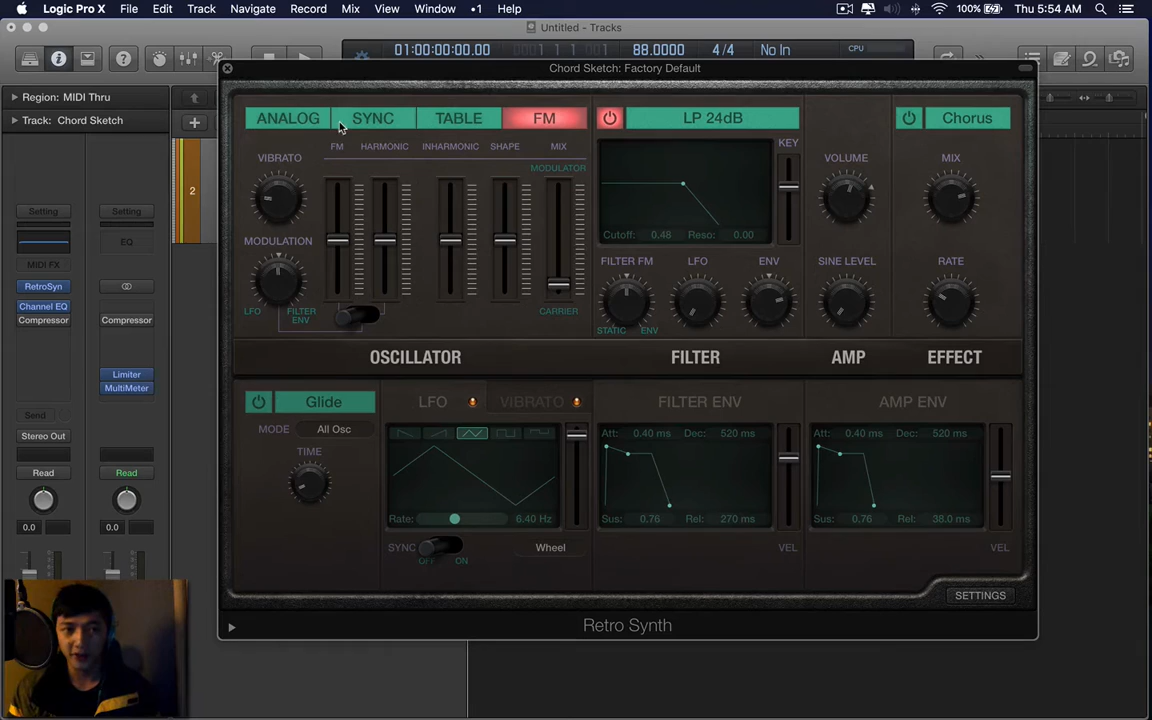 Logic Pro X File Edit Track Navigate Record Mix View Window 1 Help 100% Thu 5:54 AM
Untitled - Tracks
01:00:00:00.00 88.0000 4/4 No In CPU
Chord Sketch: Factory Default
Region: MIDI Thru
Track: Chord Sketch
ANALOG SYNC TABLE FM LP 24dB Chorus
FM HARMONIC INHARMONIC SHAPE MIX KEY
VIBRATO VOLUME MIX
MODULATOR
2
Setting Setting
Cutoff: 0.48 Reso: 0.00
MODULATION
EQ
MIDI FX
FILTER FM LFO ENV SINE LEVEL RATE
RetroSyn
Channel EQ
LFO FILTER ENV CARRIER
Compressor Compressor
STATIC ENV
OSCILLATOR FILTER AMP EFFECT
Limiter
MultiMeter
Glide LFO VIBRATO FILTER ENV AMP ENV
Send
MODE All Osc
Att: 0.40 ms Dec: 520 ms Att: 0.40 ms Dec: 520 ms
Stereo Out
TIME
Read Read
Rate: 6.40 Hz Sus: 0.76 Rel: 270 ms Sus: 0.76 Rel: 38.0 ms
0.0 0.0
SYNC OFF ON Wheel VEL VEL
SETTINGS
Retro Synth